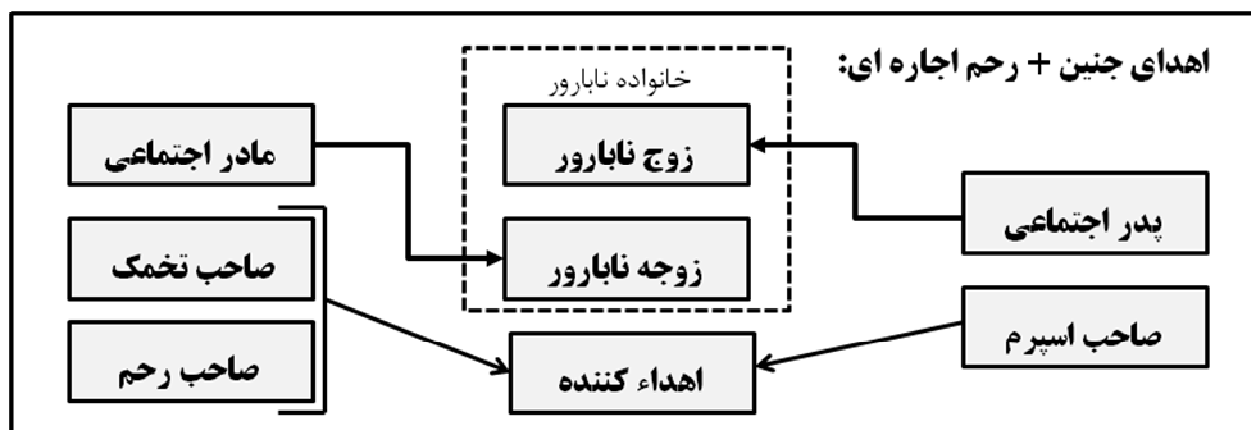 اهدای جنین + رحم اجاره ای:
خانواده نابارور
زوج نابارور
مادر اجتماعی
پدر اجتماعی
زوجه نابارور
صاحب تخمک
صاحب اسپرم
اهداء کننده
صاحب رحم